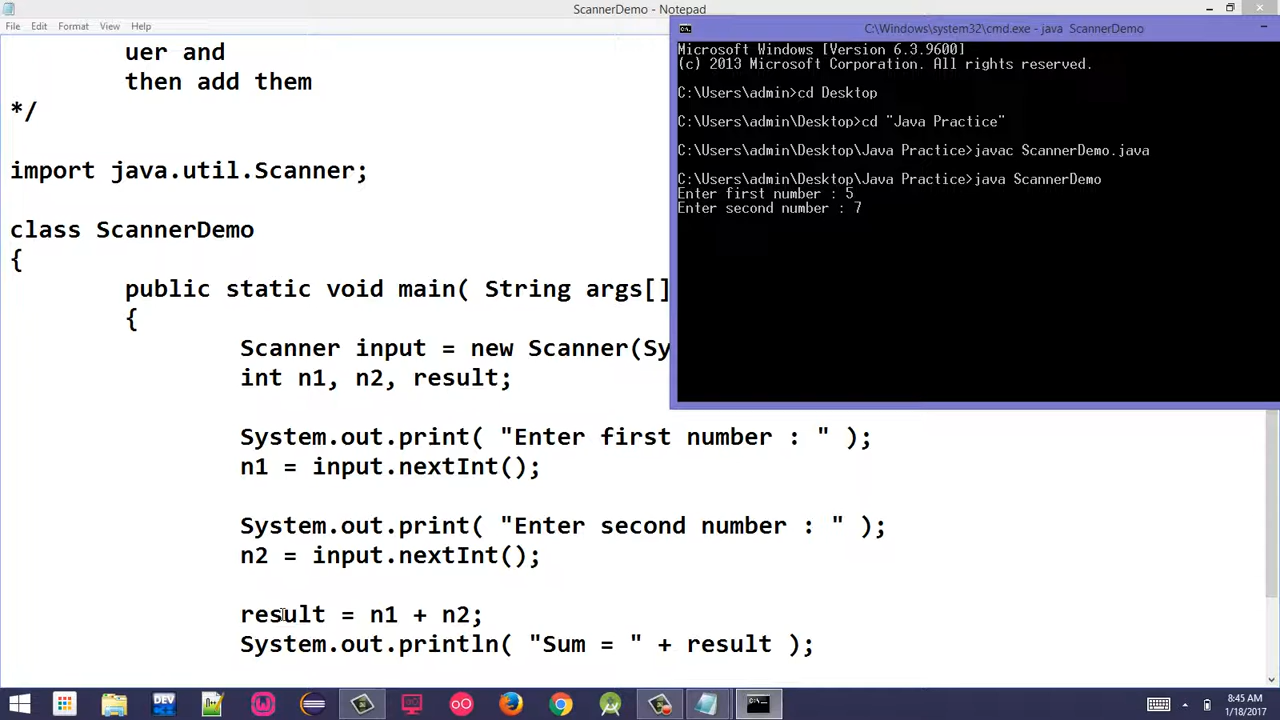 ScannerDemo - Notepad
File Edit Format View Help
uer and
then add them
*/
import java.util.Scanner;
class ScannerDemo
{
public static void main( String args[]
{
Scanner input = new Scanner(Sy
int n1, n2, result;
System.out.print( "Enter first number : " );
n1 = input.nextInt();
System.out.print( "Enter second number : " );
n2 = input.nextInt();
result = n1 + n2;
System.out.println( "Sum = " + result );
C:\Windows\system32\cmd.exe - java ScannerDemo
Microsoft Windows [Version 6.3.9600]
(c) 2013 Microsoft Corporation. All rights reserved.
C:\Users\admin>cd Desktop
C:\Users\admin\Desktop>cd "Java Practice"
C:\Users\admin\Desktop\Java Practice>javac ScannerDemo.java
C:\Users\admin\Desktop\Java Practice>java ScannerDemo
Enter first number : 5
Enter second number : 7
DEV
8:45 AM
1/18/2017